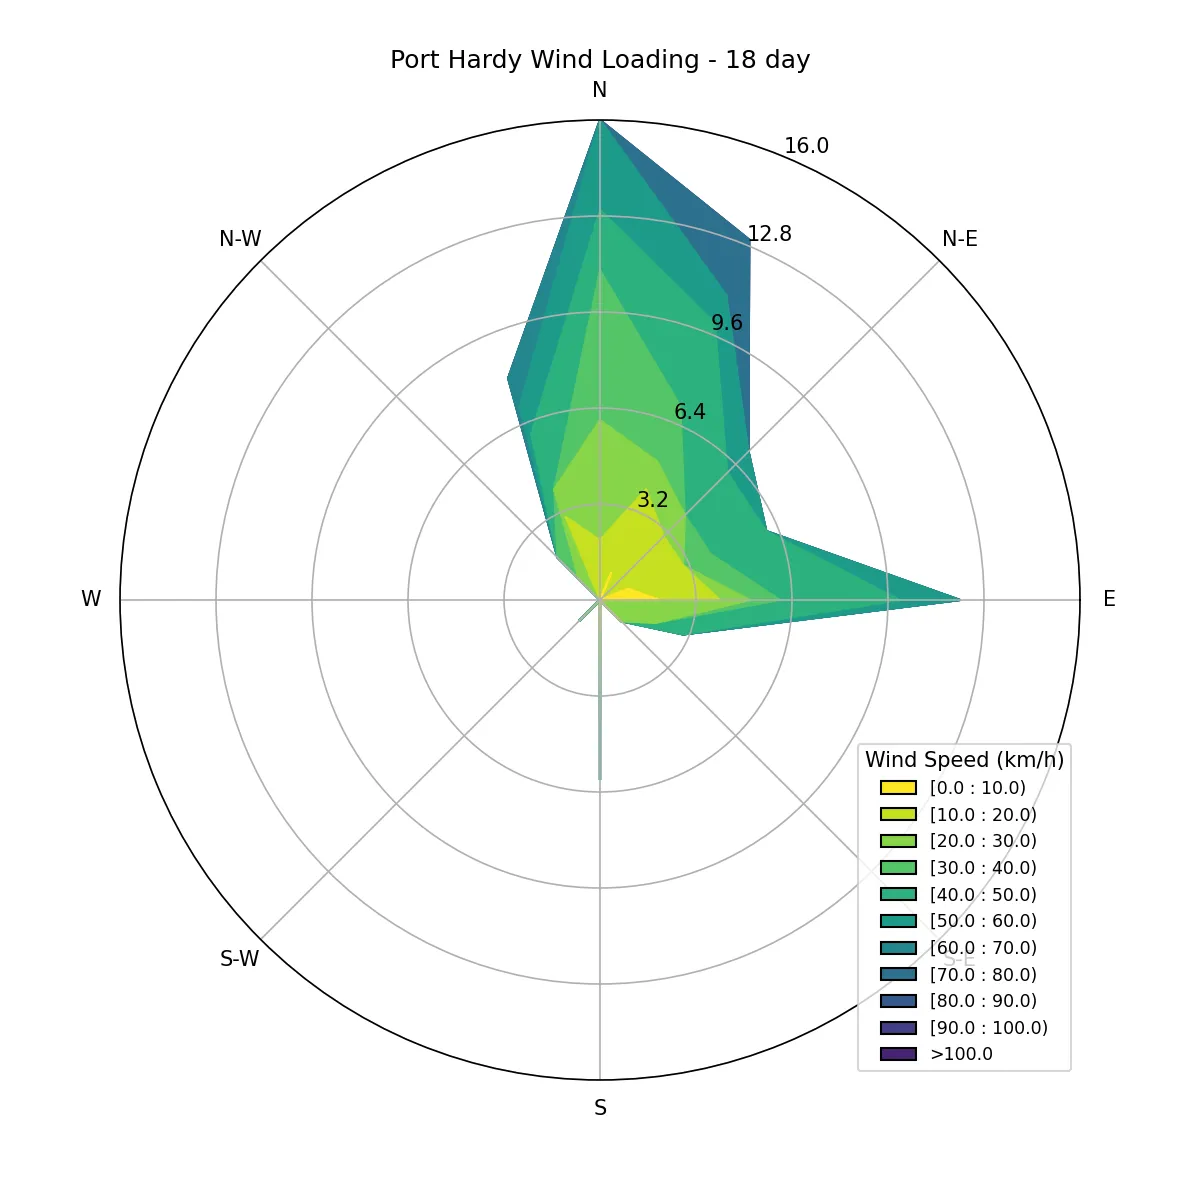 Port Hardy Wind Loading - 18 day
N
16.0
N-W
12.8
N-E
9.6
6.4
3.2
W
E
Wind Speed (km/h)
[0.0 : 10.0)
[10.0 : 20.0)
[20.0 : 30.0)
[30.0 : 40.0)
[40.0 : 50.0)
[50.0 : 60.0)
[60.0 : 70.0)
[70.0 : 80.0)
[80.0 : 90.0)
[90.0 : 100.0)
>100.0
S-W
S-E
S